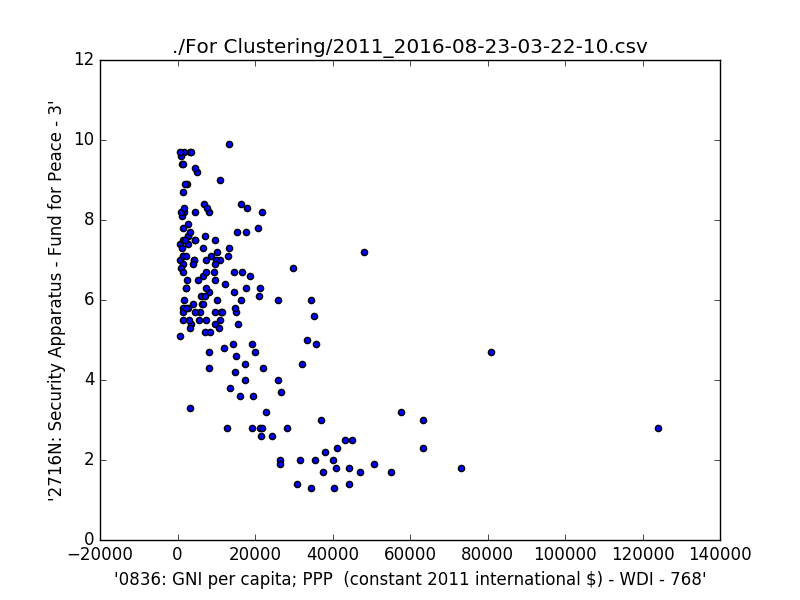 ./For Clustering/2011_2016-08-23-03-22-10.csv
12
10
8
6
4
2
0
'2716N: Security Apparatus - Fund for Peace - 3'
−20000 0 20000 40000 60000 80000 100000 120000 140000
'0836: GNI per capita; PPP  (constant 2011 international $) - WDI - 768'